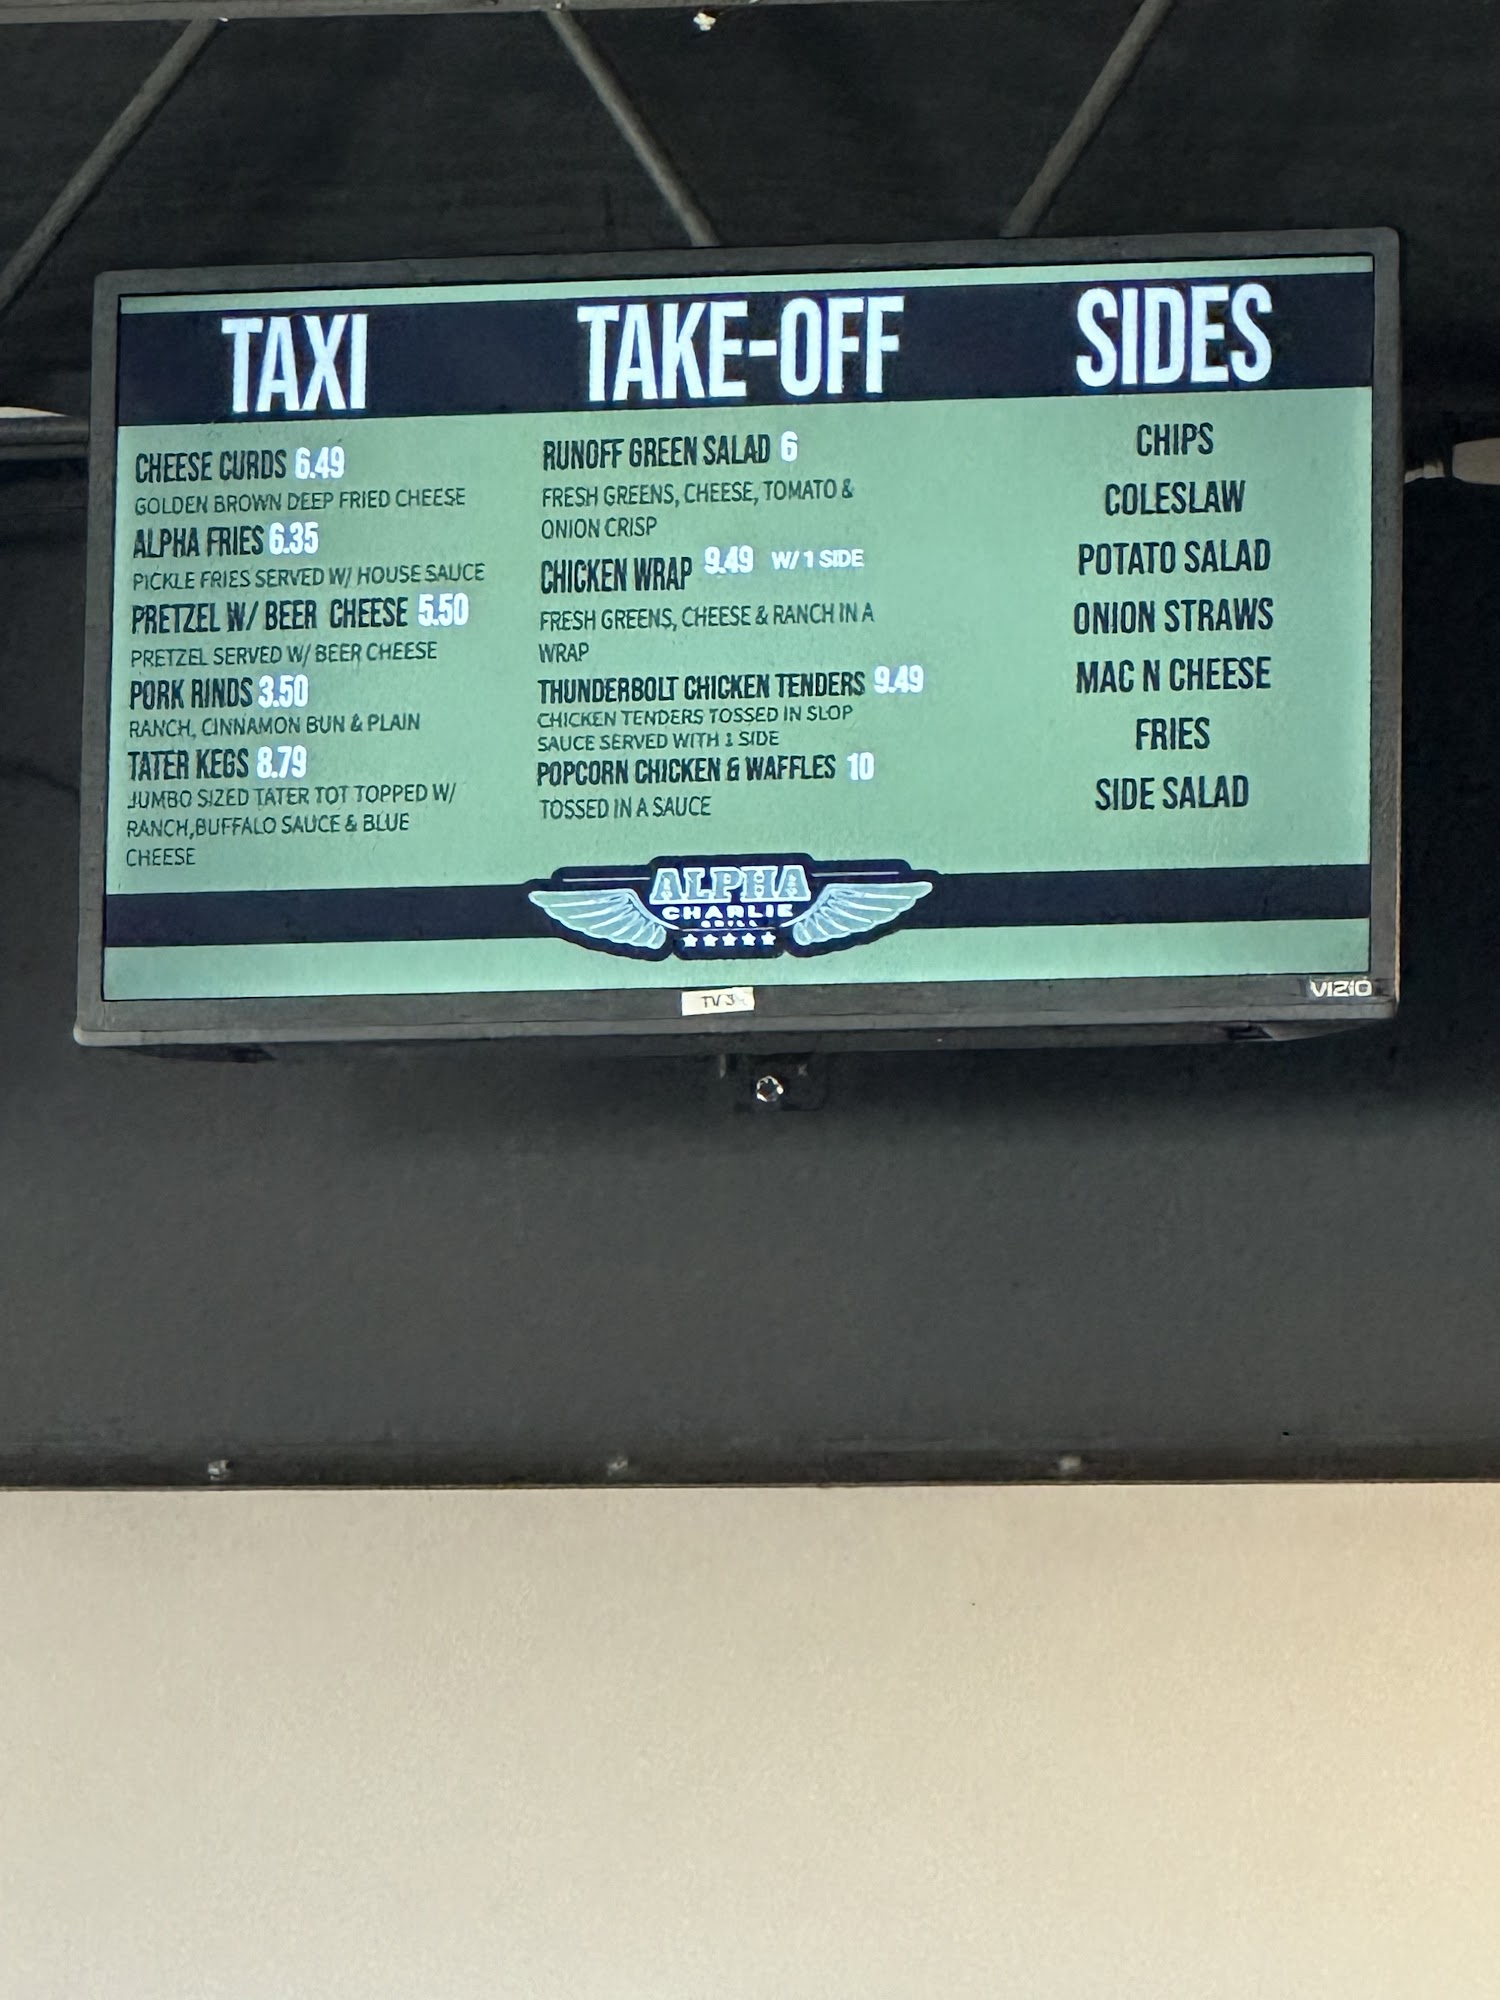 TAXI
CHEESE CURDS 6.49
GOLDEN BROWN DEEP FRIED CHEESE
ALPHA FRIES 6.35
PICKLE FRIES SERVED W/ HOUSE SAUCE
PRETZEL W/ BEER CHEESE 5.50
PRETZEL SERVED W/ BEER CHEESE
PORK RINDS 3.50
RANCH, CINNAMON BUN & PLAIN
TATER KEGS 8.79
JUMBO SIZED TATER TOT TOPPED W/
RANCH,BUFFALO SAUCE & BLUE
CHEESE
TAKE-OFF
RUNOFF GREEN SALAD 6
FRESH GREENS, CHEESE, TOMATO &
ONION CRISP
CHICKEN WRAP 9.49 W/ 1 SIDE
FRESH GREENS, CHEESE & RANCH IN A
WRAP
THUNDERBOLT CHICKEN TENDERS 9.49
CHICKEN TENDERS TOSSED IN SLOP
SAUCE SERVED WITH 1 SIDE
POPCORN CHICKEN & WAFFLES 10
TOSSED IN A SAUCE
SIDES
CHIPS
COLESLAW
POTATO SALAD
ONION STRAWS
MAC N CHEESE
FRIES
SIDE SALAD
ALPHA
CHARLIE
GRILL
TV 3
VIZIO